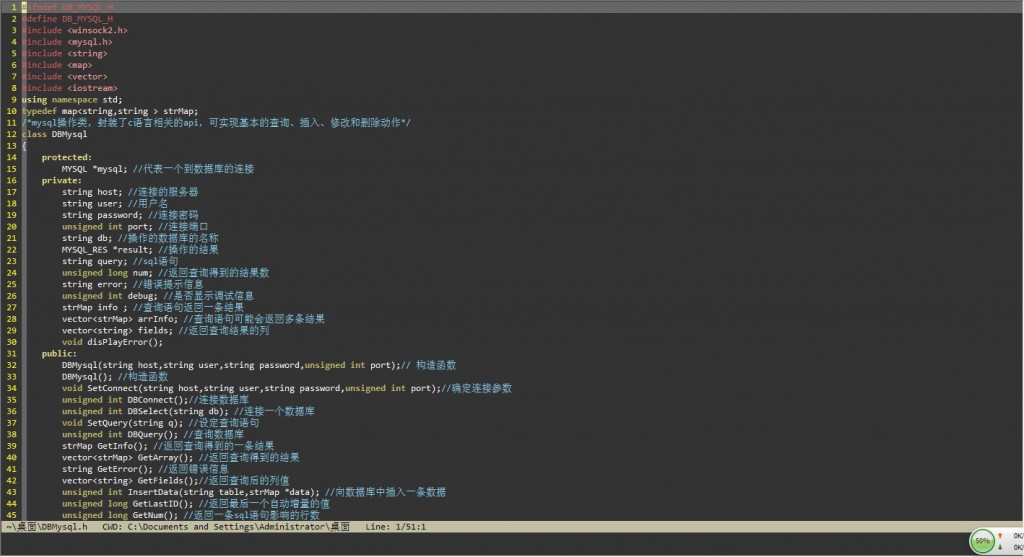 1 #ifndef DB_MYSQL_H
2 #define DB_MYSQL_H
3 #include <winsock2.h>
4 #include <mysql.h>
5 #include <string>
6 #include <map>
7 #include <vector>
8 #include <iostream>
9 using namespace std;
10 typedef map<string,string > strMap;
11 /*mysql操作类，封装了c语言相关的api，可实现基本的查询、插入、修改和删除动作*/
12 class DBMysql
13 {
14 protected:
15 MYSQL *mysql; //代表一个到数据库的连接
16 private:
17 string host; //连接的服务器
18 string user; //用户名
19 string password; //连接密码
20 unsigned int port; //连接端口
21 string db; //操作的数据库的名称
22 MYSQL_RES *result; //操作的结果
23 string query; //sql语句
24 unsigned long num; //返回查询得到的结果数
25 string error; //错误提示信息
26 unsigned int debug; //是否显示调试信息
27 strMap info ; //查询语句返回一条结果
28 vector<strMap> arrInfo; //查询语句可能会返回多条结果
29 vector<string> fields; //返回查询结果的列
30 void disPlayError();
31 public:
32 DBMysql(string host,string user,string password,unsigned int port);// 构造函数
33 DBMysql(); //构造函数
34 void SetConnect(string host,string user,string password,unsigned int port);//确定连接参数
35 unsigned int DBConnect();//连接数据库
36 unsigned int DBSelect(string db); //连接一个数据库
37 void SetQuery(string q); //设定查询语句
38 unsigned int DBQuery(); //查询数据库
39 strMap GetInfo(); //返回查询得到的一条结果
40 vector<strMap> GetArray(); //返回查询得到的结果
41 string GetError(); //返回错误信息
42 vector<string> GetFields();//返回查询后的列值
43 unsigned int InsertData(string table,strMap *data); //向数据库中插入一条数据
44 unsigned long GetLastID(); //返回最后一个自动增量的值
45 unsigned long GetNum(); //返回一条sql语句影响的行数
~\桌面\DBMysql.h CWD: C:\Documents and Settings\Administrator\桌面 Line: 1/51:1
50% 0K/
0K/